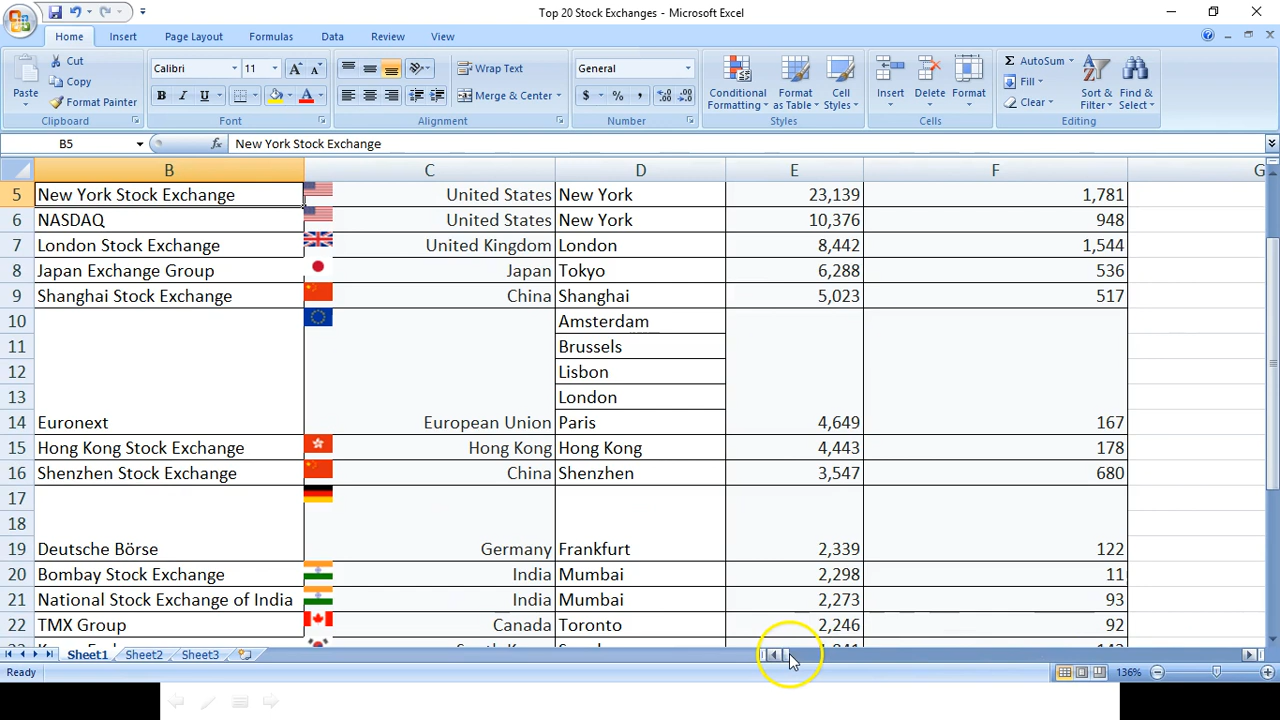 Top 20 Stock Exchanges - Microsoft Excel
Home Insert Page Layout Formulas Data Review View
Paste
Cut
Copy
Format Painter
Clipboard
Calibri 11
B I U
Font
Wrap Text
Merge & Center
Alignment
General
$ % ,
Number
Conditional Formatting
Format as Table
Cell Styles
Styles
Insert Delete Format
Cells
Σ AutoSum
Fill
Clear
Sort & Filter
Find & Select
Editing
B5 fx New York Stock Exchange
B C D E F G
5 New York Stock Exchange United States New York 23,139 1,781
6 NASDAQ United States New York 10,376 948
7 London Stock Exchange United Kingdom London 8,442 1,544
8 Japan Exchange Group Japan Tokyo 6,288 536
9 Shanghai Stock Exchange China Shanghai 5,023 517
10 Amsterdam
11 Brussels
12 Lisbon
13 London
14 Euronext European Union Paris 4,649 167
15 Hong Kong Stock Exchange Hong Kong Hong Kong 4,443 178
16 Shenzhen Stock Exchange China Shenzhen 3,547 680
17
18
19 Deutsche Börse Germany Frankfurt 2,339 122
20 Bombay Stock Exchange India Mumbai 2,298 11
21 National Stock Exchange of India India Mumbai 2,273 93
22 TMX Group Canada Toronto 2,246 92
Sheet1 Sheet2 Sheet3
Ready 136%